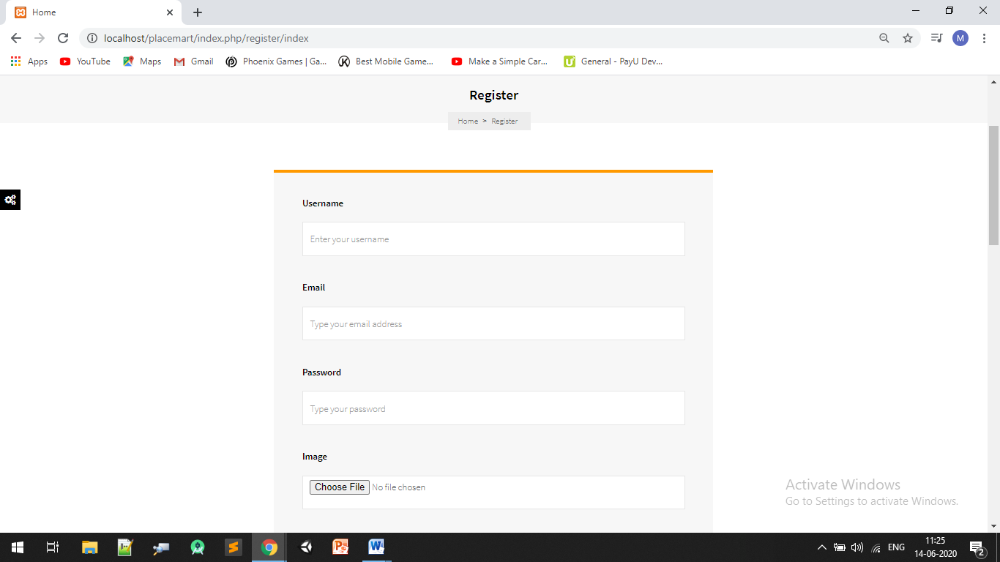 Home
localhost/placemart/index.php/register/index
M
Apps YouTube Maps Gmail Phoenix Games | Ga... Best Mobile Game... Make a Simple Car... General - PayU Dev...
Register
Home > Register
Username
Enter your username
Email
Type your email address
Password
Type your password
Image
Choose File No file chosen
Activate Windows
Go to Settings to activate Windows.
ENG
11:25
14-06-2020
2